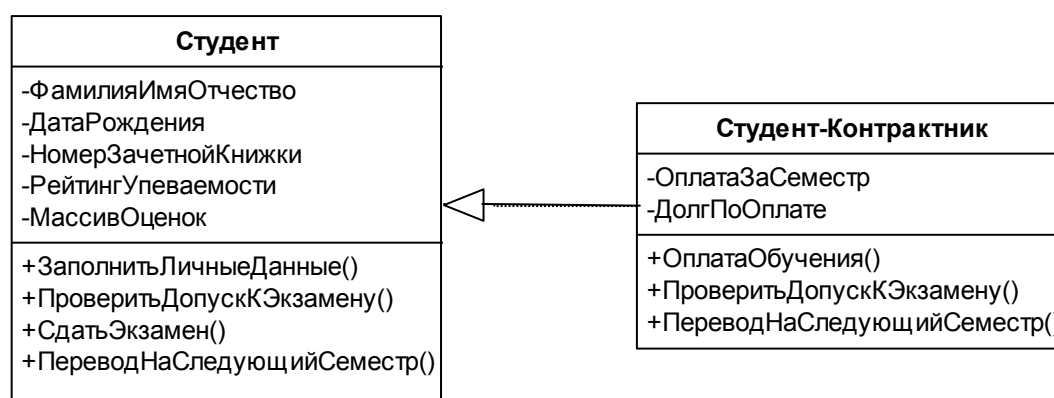 Студент
-ФамилияИмяОтчество
-ДатаРождения
-НомерЗачетнойКнижки
-РейтингУпеваемости
-МассивОценок
+ЗаполнитьЛичныеДанные()
+ПроверитьДопускКЭкзамену()
+СдатьЭкзамен()
+ПереводНаСледующийСеместр()
Студент-Контрактник
-ОплатаЗаСеместр
-ДолгПоОплате
+ОплатаОбучения()
+ПроверитьДопускКЭкзамену()
+ПереводНаСледующийСеместр()